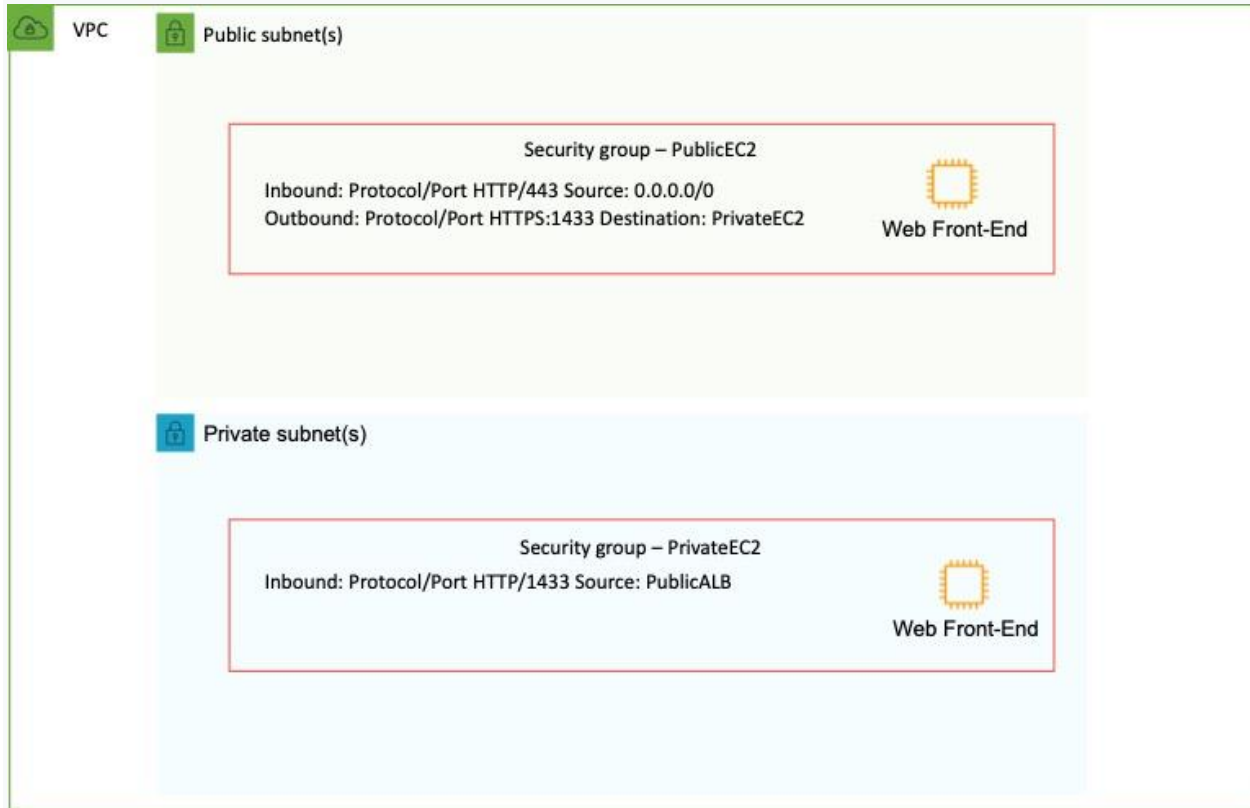 VPC
Public subnet(s)
Security group – PublicEC2
Inbound: Protocol/Port HTTP/443 Source: 0.0.0.0/0
Outbound: Protocol/Port HTTPS:1433 Destination: PrivateEC2
Web Front-End
Private subnet(s)
Security group – PrivateEC2
Inbound: Protocol/Port HTTP/1433 Source: PublicALB
Web Front-End